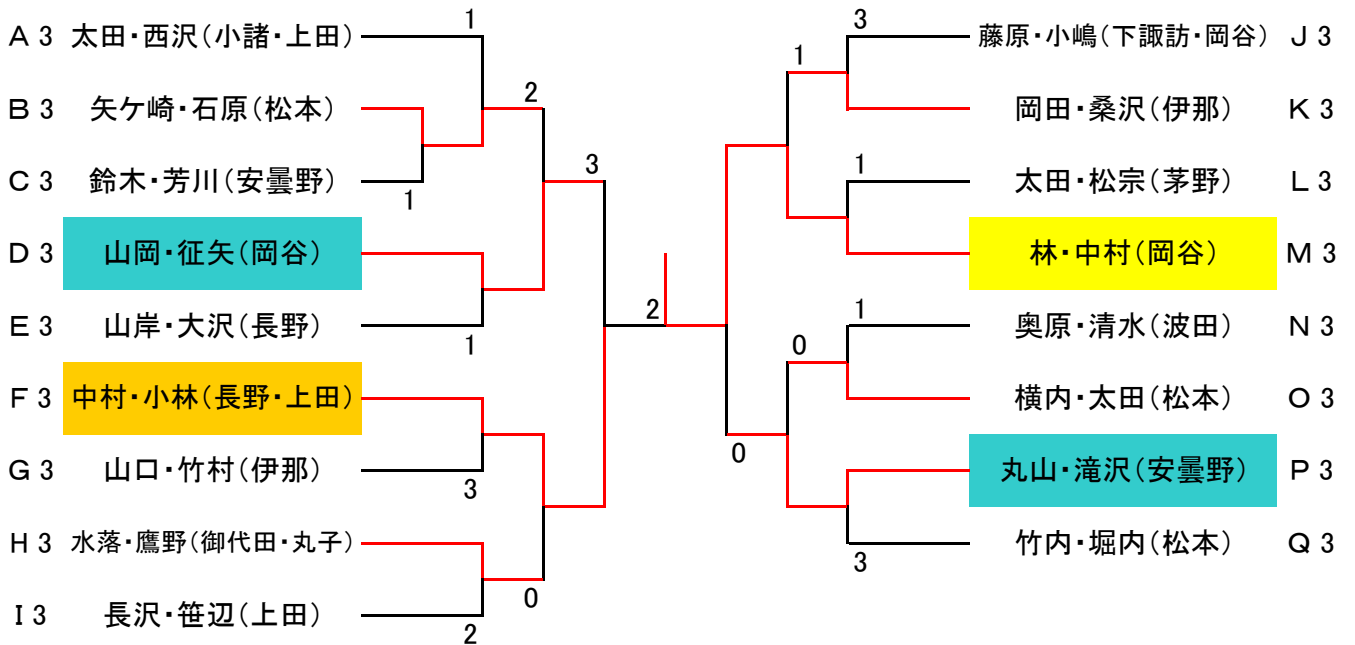 A 3 太田・西沢(小諸・上田)
B 3 矢ケ崎・石原(松本)
C 3 鈴木・芳川(安曇野)
D 3 山岡・征矢(岡谷)
E 3 山岸・大沢(長野)
F 3 中村・小林(長野・上田)
G 3 山口・竹村(伊那)
H 3 水落・鷹野(御代田・丸子)
I 3 長沢・笹辺(上田)
1
1
1
3
2
2
0
3
2
藤原・小嶋(下諏訪・岡谷) J 3
岡田・桑沢(伊那) K 3
太田・松宗(茅野) L 3
林・中村(岡谷) M 3
奥原・清水(波田) N 3
横内・太田(松本) O 3
丸山・滝沢(安曇野) P 3
竹内・堀内(松本) Q 3
3
1
1
3
1
0
0